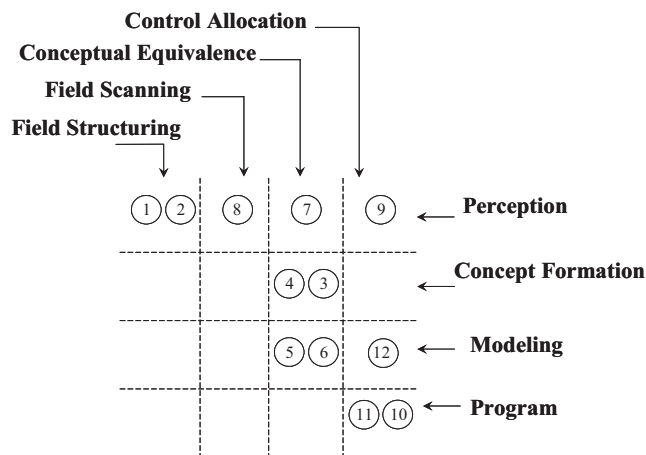 Control Allocation
Conceptual Equivalence
Field Scanning
Field Structuring
1 2 8 7 9 Perception
4 3 Concept Formation
5 6 12 Modeling
11 10 Program